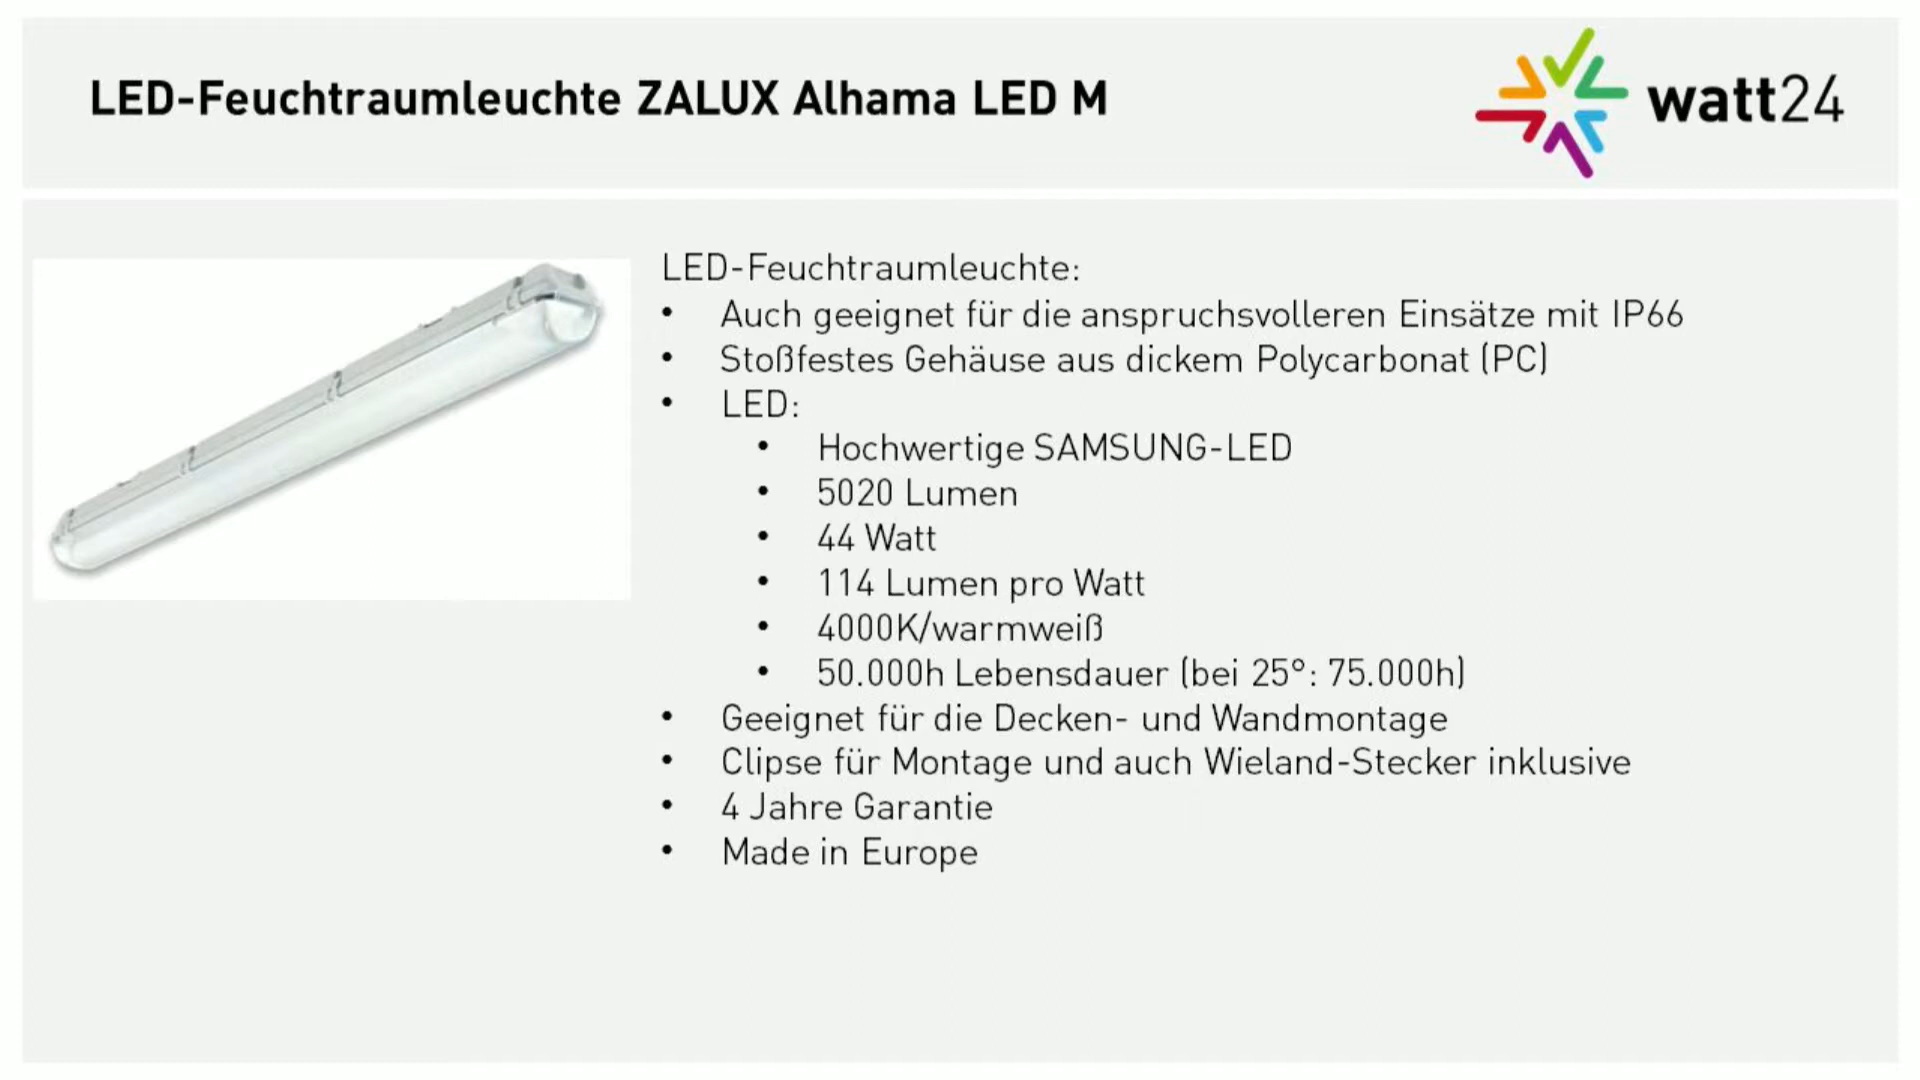 LED-Feuchtraumleuchte ZALUX Alhama LED M
watt24
LED-Feuchtraumleuchte:
• Auch geeignet für die anspruchsvolleren Einsätze mit IP66
• Stoßfestes Gehäuse aus dickem Polycarbonat (PC)
• LED:
• Hochwertige SAMSUNG-LED
• 5020 Lumen
• 44 Watt
• 114 Lumen pro Watt
• 4000K/warmweiß
• 50.000h Lebensdauer (bei 25°: 75.000h)
• Geeignet für die Decken- und Wandmontage
• Clipse für Montage und auch Wieland-Stecker inklusive
• 4 Jahre Garantie
• Made in Europe